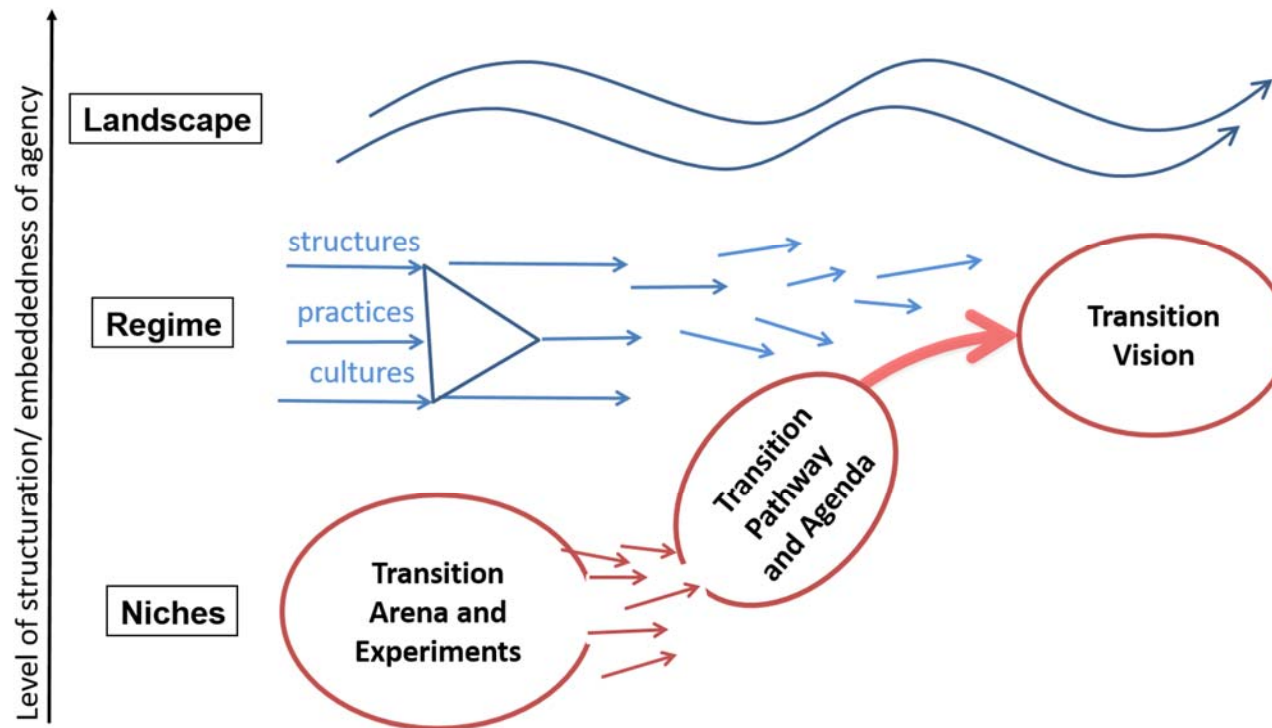 Level of structuration/ embeddedness of agency
Landscape
structures
Regime
practices
cultures
Transition
Vision
Transition
Pathway
and Agenda
Niches
Transition
Arena and
Experiments